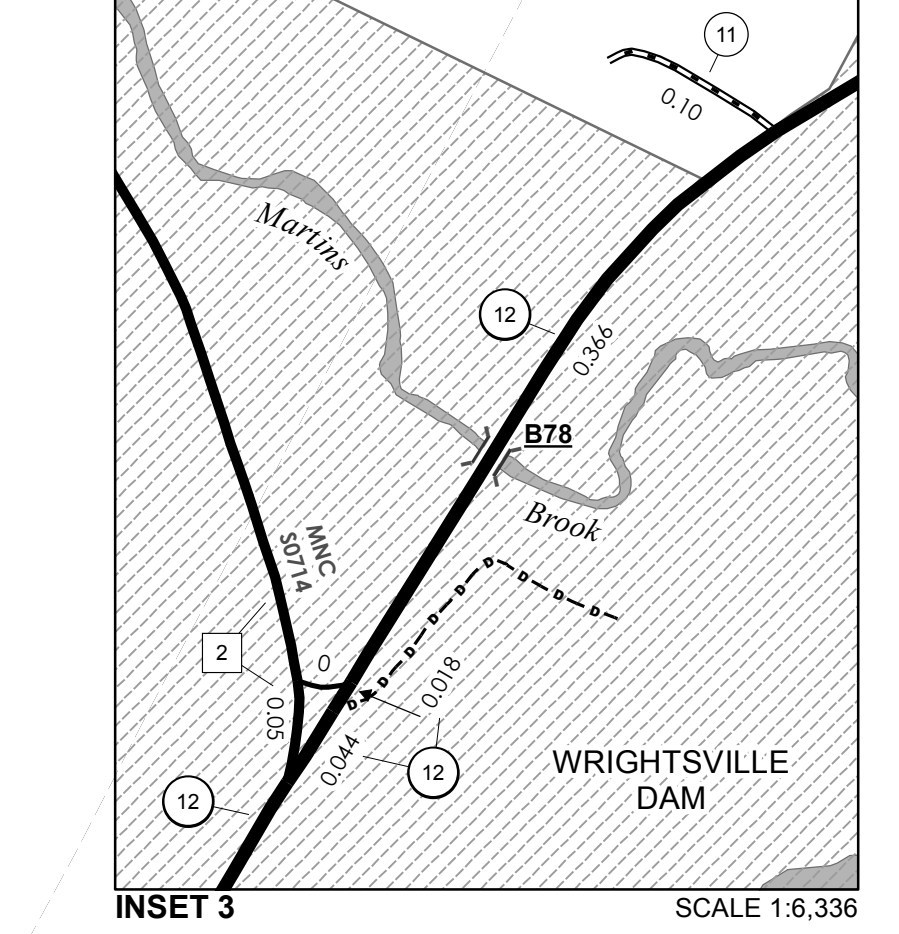 11
0.10
Martins
12
0.366
B78
Brook
MNC
S0714
2
0
0.018
0.05
0.044
12
12
WRIGHTSVILLE
DAM
D D D D D D D D D
INSET 3
SCALE 1:6,336